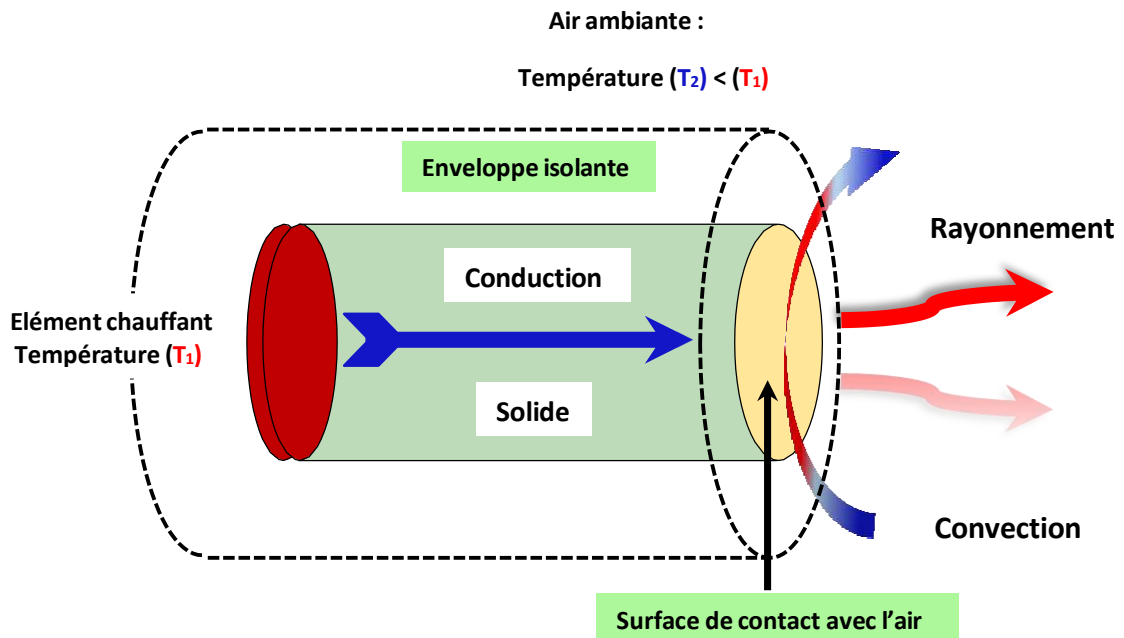 Air ambiante :
Température (T₂) < (T₁)
Enveloppe isolante
Rayonnement
Conduction
Elément chauffant
Température (T₁)
Solide
Convection
Surface de contact avec l’air